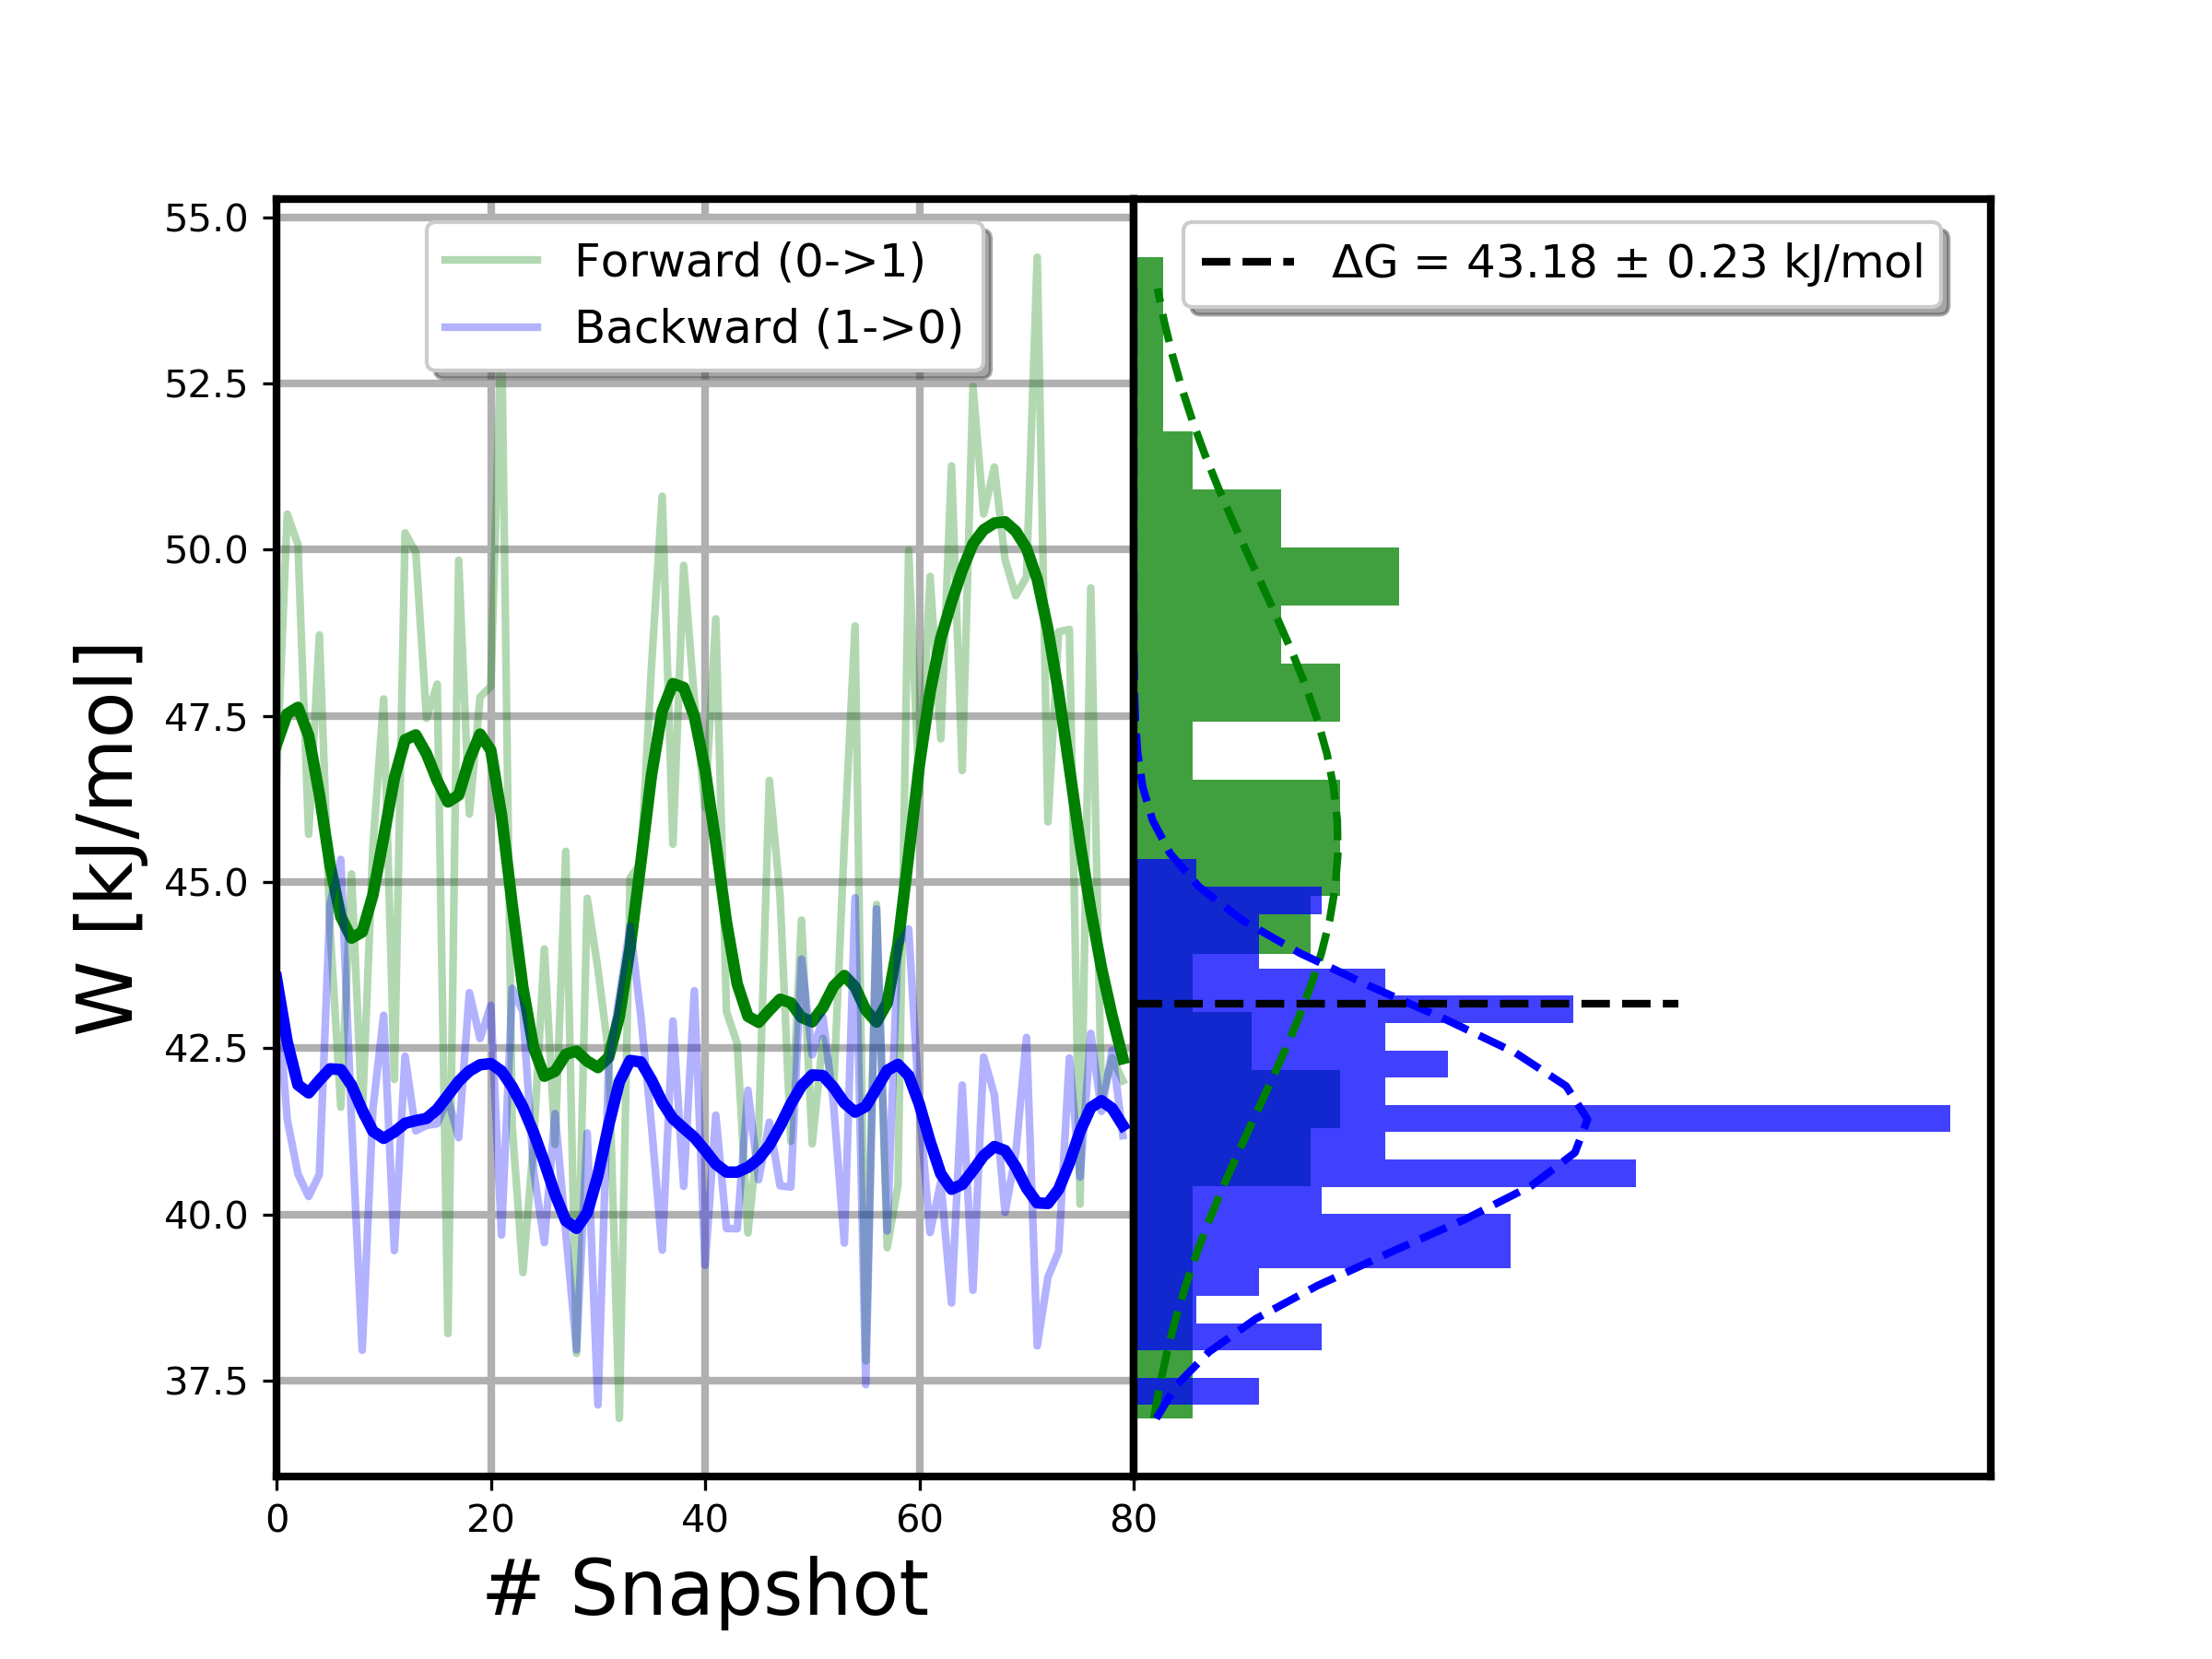 Forward (0->1)
Backward (1->0)
ΔG = 43.18 ± 0.23 kJ/mol
55.0
52.5
50.0
47.5
45.0
42.5
40.0
37.5
W [kJ/mol]
0 20 40 60 80
# Snapshot